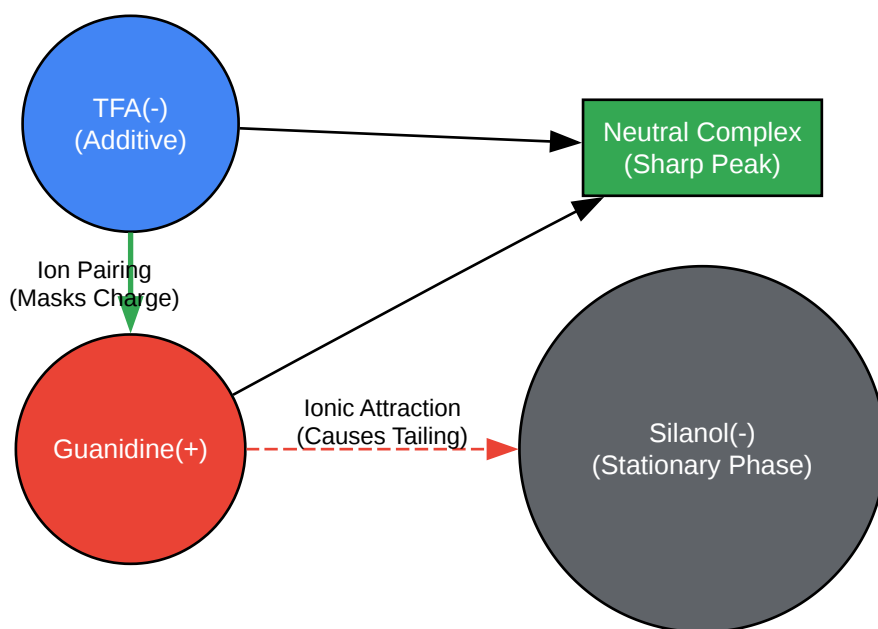 TFA(-)
(Additive)
Neutral Complex
(Sharp Peak)
Ion Pairing
(Masks Charge)
Guanidine(+)
Ionic Attraction
(Causes Tailing)
Silanol(-)
(Stationary Phase)